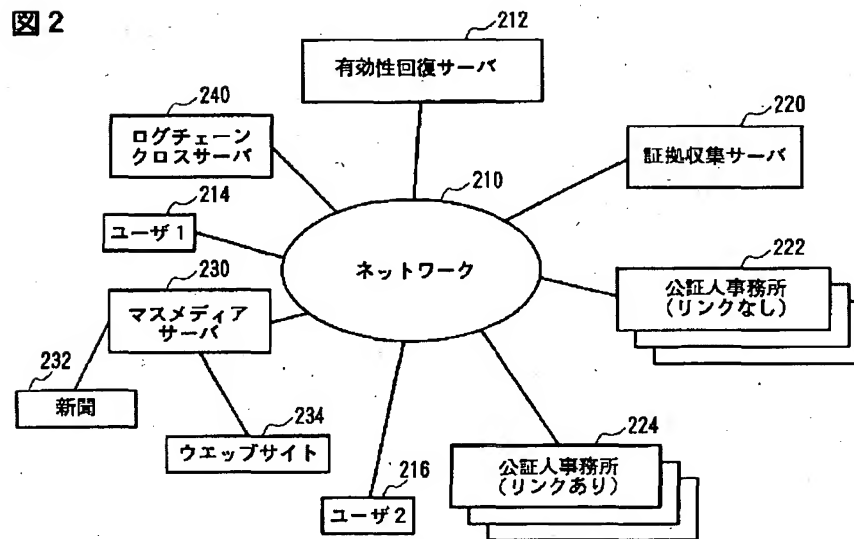 図2
212
有効性回復サーバ
240
ログチェーン
クロスサーバ
220
証拠収集サーバ
214
ユーザ1
210
ネットワーク
230
マスメディア
サーバ
222
公証人事務所
(リンクなし)
232
新聞
234
ウエッブサイト
224
公証人事務所
(リンクあり)
216
ユーザ2